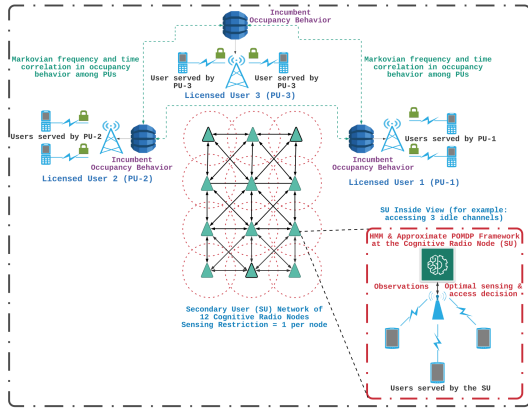 Incumbent
Occupancy Behavior
Markovian frequency and time
correlation in occupancy
behavior among PUs
Markovian frequency and time
correlation in occupancy
behavior among PUs
User served by
PU-3
User served by
PU-3
Licensed User 3 (PU-3)
Users served by PU-2
Users served by PU-1
Incumbent
Occupancy Behavior
Incumbent
Occupancy Behavior
Licensed User 2 (PU-2)
Licensed User 1 (PU-1)
SU Inside View (for example:
accessing 3 idle channels)
HMM & Approximate POMDP Framework
at the Cognitive Radio Node (SU)
Observations
Optimal sensing &
access decision
Secondary User (SU) Network of
12 Cognitive Radio Nodes
Sensing Restriction = 1 per node
Users served by the SU